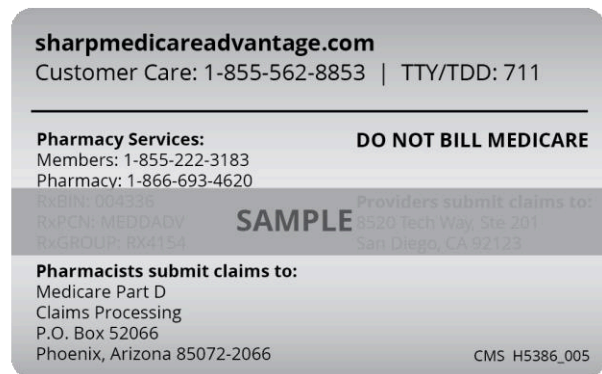 sharpmedicareadvantage.com
Customer Care: 1-855-562-8853 | TTY/TDD: 711
Pharmacy Services:
Members: 1-855-222-3183
Pharmacy: 1-866-693-4620
RxBIN: 004336
RxPCN: MEDDADV
RxGROUP: RX4154
DO NOT BILL MEDICARE
Providers submit claims to:
8520 Tech Way, Ste 201
San Diego, CA 92123
SAMPLE
Pharmacists submit claims to:
Medicare Part D
Claims Processing
P.O. Box 52066
Phoenix, Arizona 85072-2066
CMS H5386_005